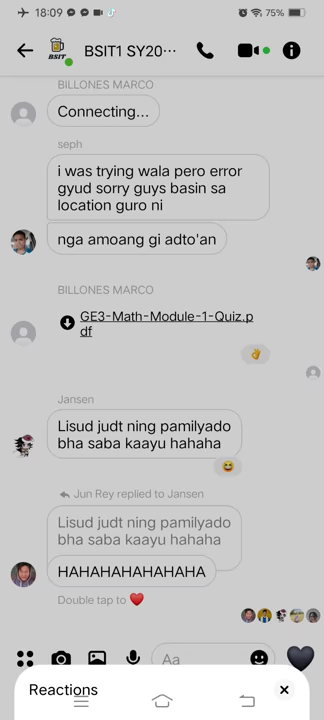 18:09
75%
BSIT
BSIT1 SY20...
BILLONES MARCO
Connecting...
seph
i was trying wala pero error
gyud sorry guys basin sa
location guro ni
nga amoang gi adto'an
BILLONES MARCO
GE3-Math-Module-1-Quiz.p
df
Jansen
Lisud judt ning pamilyado
bha saba kaayu hahaha
Jun Rey replied to Jansen
Lisud judt ning pamilyado
bha saba kaayu hahaha
HAHAHAHAHAHAHA
Double tap to ❤️
Aa
Reactions